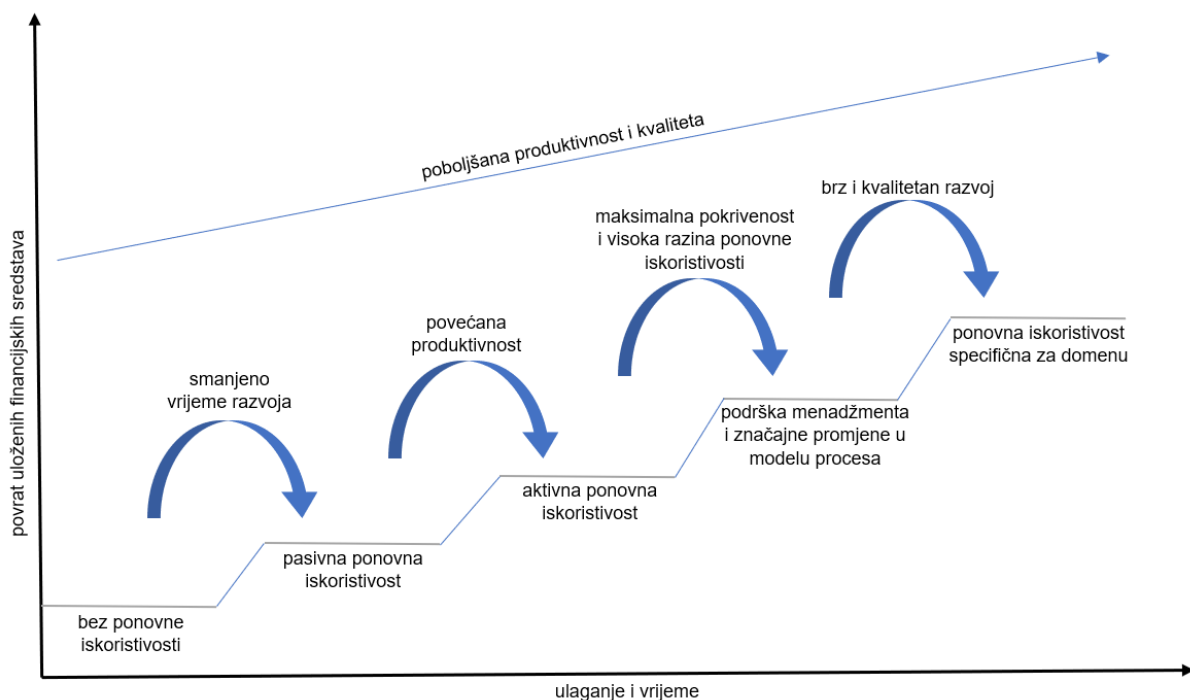 poboljšana produktivnost i kvaliteta
brz i kvalitetan razvoj
maksimalna pokrivenost
i visoka razina ponovne
iskoristivosti
povećana
produktivnost
smanjeno
vrijeme razvoja
povrat uloženih financijskih sredstava
ponovna iskoristivost
specifična za domenu
podrška menadžmenta
i značajne promjene u
modelu procesa
aktivna ponovna
iskoristivost
pasivna ponovna
iskoristivost
bez ponovne
iskoristivosti
ulaganje i vrijeme